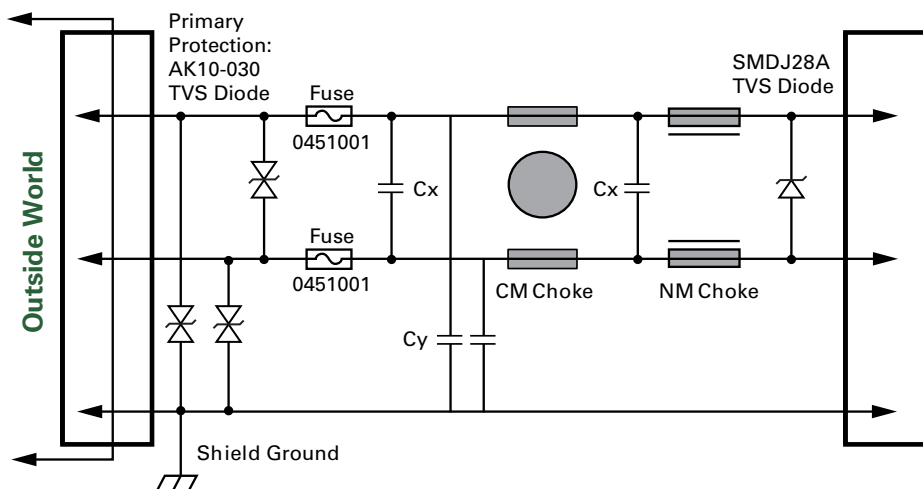 Primary
Protection:
AK10-030
TVS Diode
SMDJ28A
TVS Diode
Fuse
0451001
Cx
Cx
Outside World
Fuse
0451001
CM Choke
NM Choke
Cy
Shield Ground